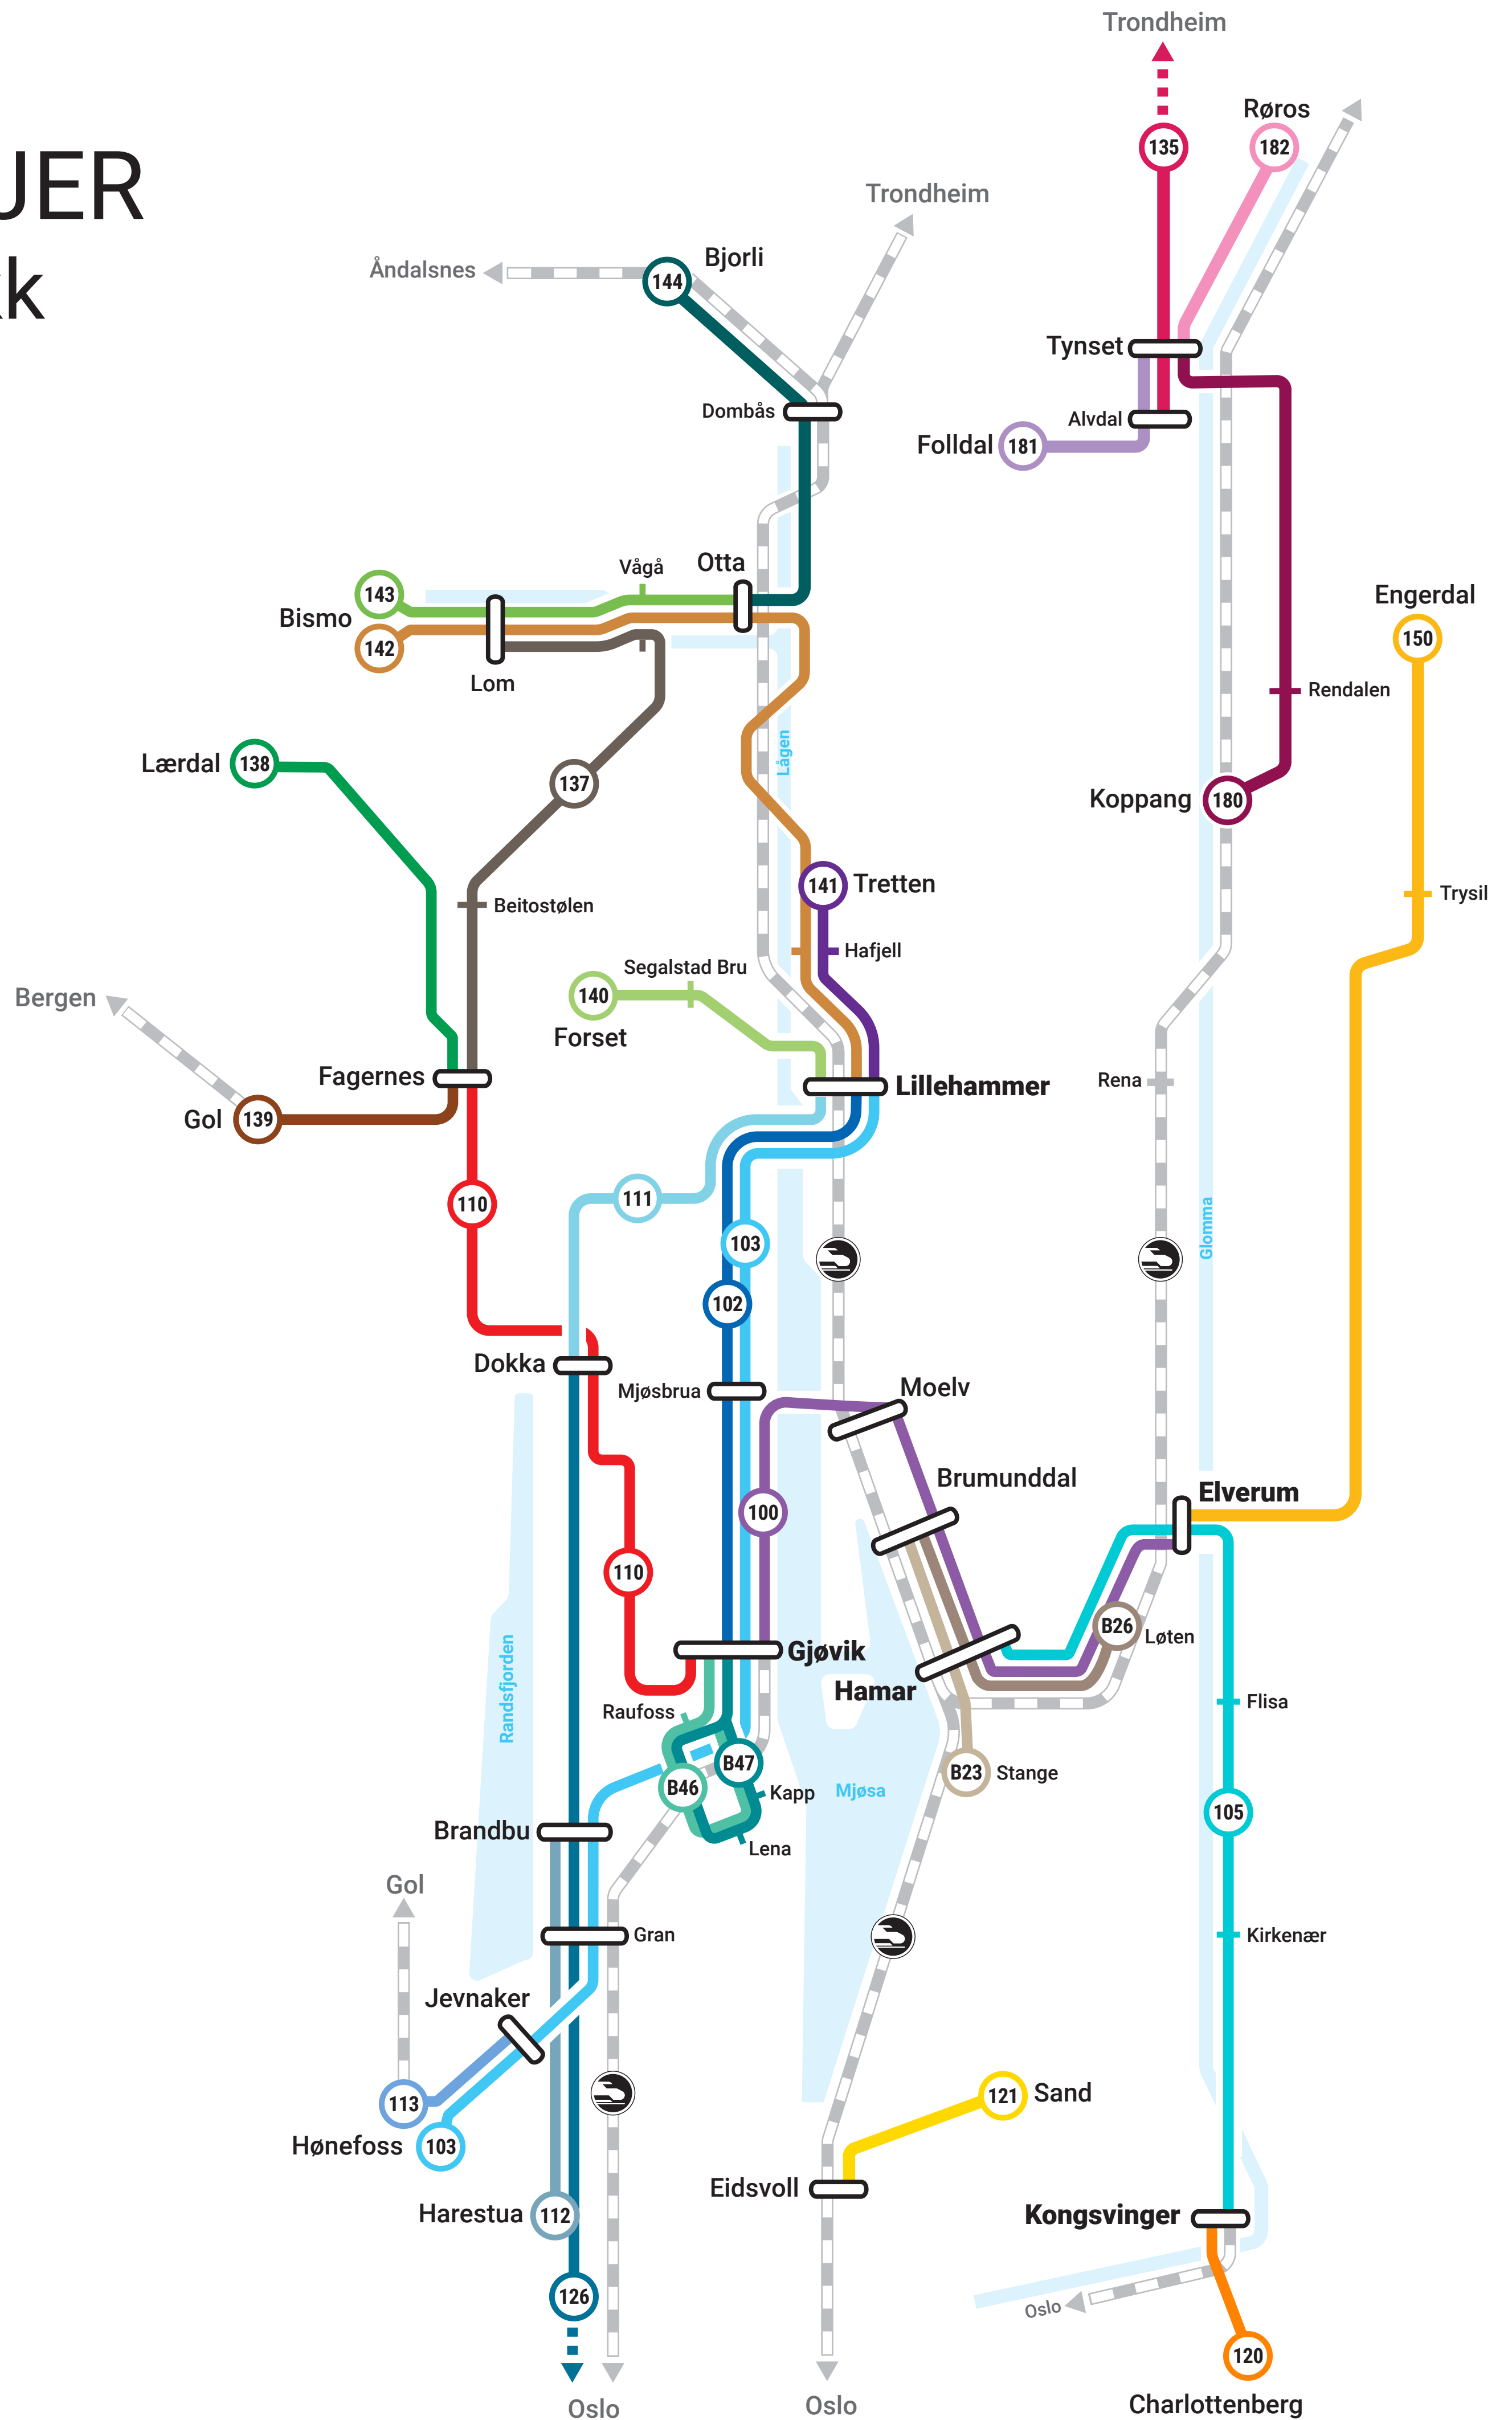 Trondheim
Røros
135
182
JER
kk
Trondheim
Bjorli
Åndalsnes
144
Tynset
Dombås
Alvdal
Folldal
181
Otta
Vågå
143
Bismo
142
Lom
Engerdal
150
Rendalen
Lågen
Lærdal
138
137
Koppang
180
141
Tretten
Trysil
Beitostølen
Hafjell
Segalstad Bru
140
Forset
Bergen
Fagernes
Lillehammer
Rena
Gol
139
110
111
Glomma
103
102
Dokka
Mjøsbrua
Moelv
Brumunddal
Elverum
100
110
B26
Løten
Randsfjorden
Gjøvik
Hamar
Raufoss
Flisa
B47
B46
B23
Stange
Kapp
Mjøsa
105
Brandbu
Lena
Gol
Gran
Kirkenær
Jevnaker
113
121
Sand
Hønefoss
103
Eidsvoll
Harestua
112
Kongsvinger
126
Oslo
120
Oslo
Oslo
Charlottenberg